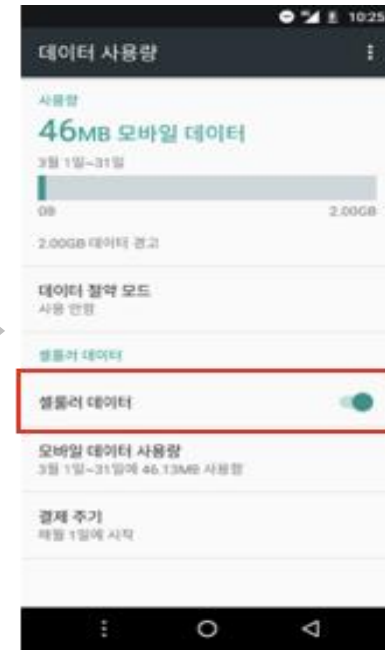 10:25
데이터 사용량
사용량
46MB 모바일 데이터
3월 1일~31일
0B 2.00GB
2.00GB 데이터 경고
데이터 절약 모드
사용 안함
셀룰러 데이터
셀룰러 데이터
모바일 데이터 사용량
3월 1일~31일에 46.13MB 사용함
결제 주기
매월 1일에 시작